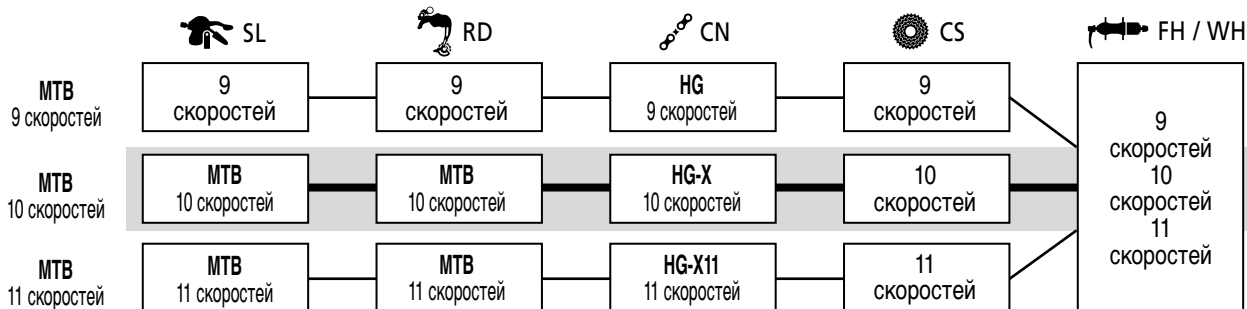 SL
RD
CN
CS
FH / WH
MTB
9 скоростей
9
скоростей
9
скоростей
HG
9 скоростей
9
скоростей
MTB
10 скоростей
MTB
10 скоростей
MTB
10 скоростей
HG-X
10 скоростей
10
скоростей
MTB
11 скоростей
MTB
11 скоростей
MTB
11 скоростей
HG-X11
11 скоростей
11
скоростей
9
скоростей
10
скоростей
11
скоростей